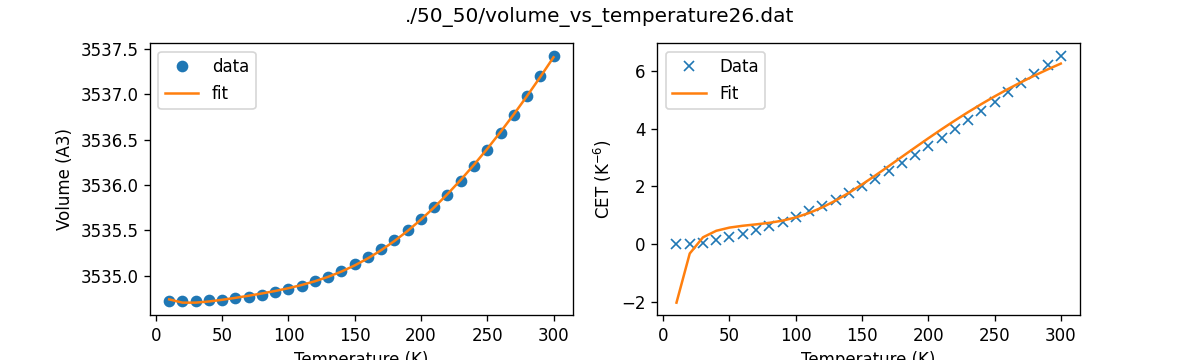 ./50_50/volume_vs_temperature26.dat
3537.5
3537.0
3536.5
3536.0
3535.5
3535.0
Volume (A3)
data
fit
0
50
100
150
200
250
300
Temperature (K)
6
4
2
0
−2
CET (K⁻⁶)
Data
Fit
0
50
100
150
200
250
300
Temperature (K)